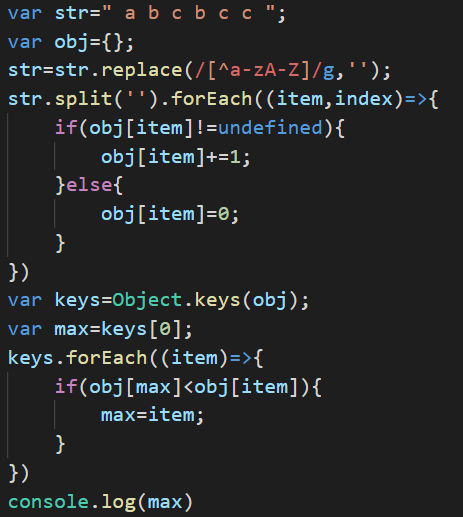 var str=" a b c b c c ";
var obj={};
str=str.replace(/[^a-zA-Z]/g,'');
str.split('').forEach((item,index)=>{
    if(obj[item]!=undefined){
        obj[item]+=1;
    }else{
        obj[item]=0;
    }
})
var keys=Object.keys(obj);
var max=keys[0];
keys.forEach((item)=>{
    if(obj[max]<obj[item]){
        max=item;
    }
})
console.log(max)